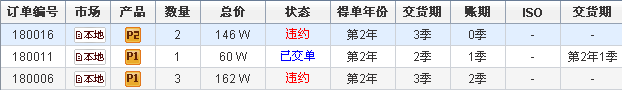 订单编号 市场 产品 数量 总价 状态 得单年份 交货期 账期 ISO 交货期
180016 本地 P2 2 146 W 违约 第2年 3季 0季 - -
180011 本地 P1 1 60 W 已交单 第2年 2季 1季 - 第2年1季
180006 本地 P1 3 162 W 违约 第2年 3季 2季 - -